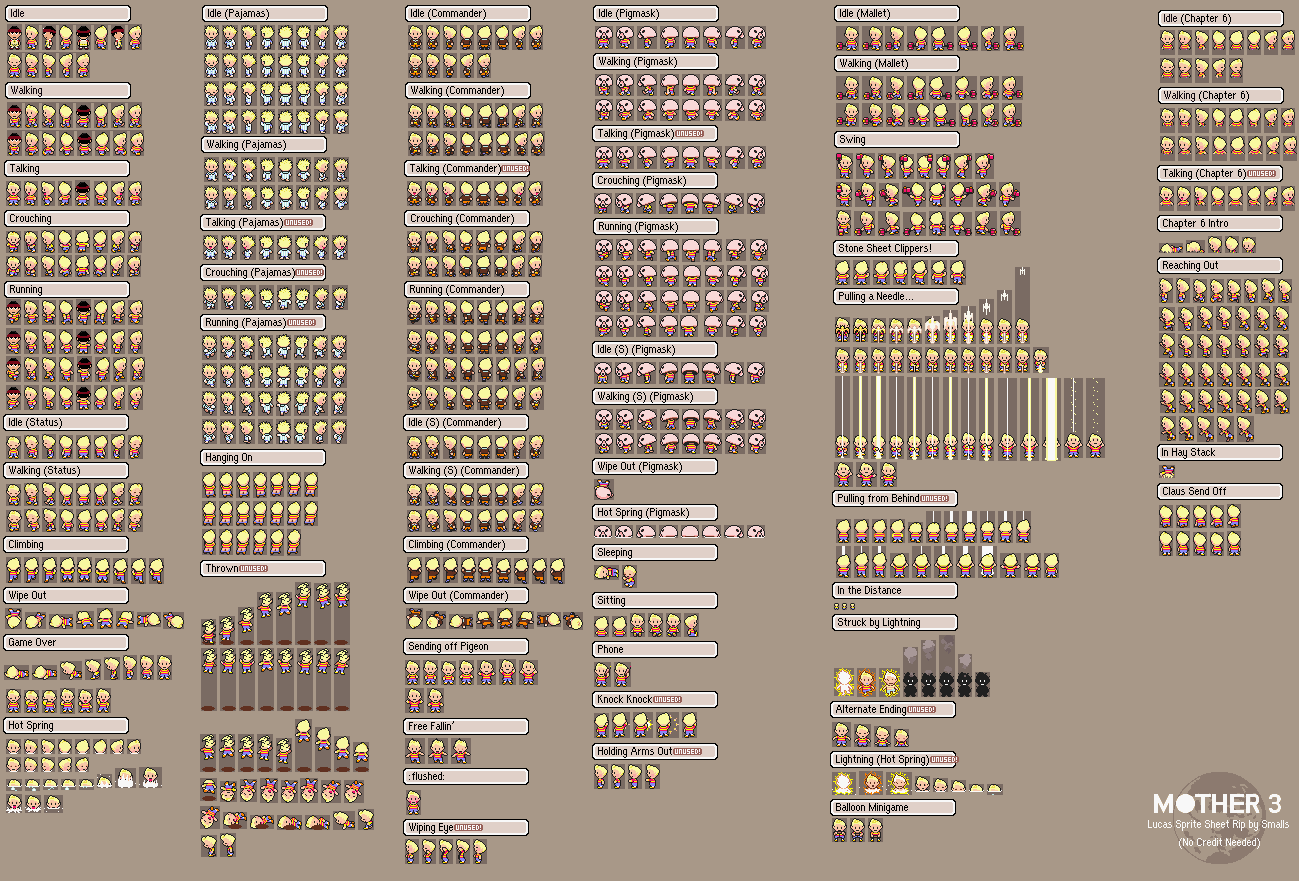 Idle
Walking
Talking
Crouching
Running
Idle (Status)
Walking (Status)
Climbing
Wipe Out
Game Over
Hot Spring
Idle (Pajamas)
Walking (Pajamas)
Talking (Pajamas) UNUSED!
Crouching (Pajamas) UNUSED!
Running (Pajamas) UNUSED!
Hanging On
Thrown UNUSED!
Idle (Commander)
Walking (Commander)
Talking (Commander) UNUSED!
Crouching (Commander)
Running (Commander)
Idle (S) (Commander)
Walking (S) (Commander)
Climbing (Commander)
Wipe Out (Commander)
Sending off Pigeon
Free Fallin'
:flushed:
Wiping Eye UNUSED!
Idle (Pigmask)
Walking (Pigmask)
Talking (Pigmask) UNUSED!
Crouching (Pigmask)
Running (Pigmask)
Idle (S) (Pigmask)
Walking (S) (Pigmask)
Wipe Out (Pigmask)
Hot Spring (Pigmask)
Sleeping
Sitting
Phone
Knock Knock UNUSED!
Holding Arms Out UNUSED!
Idle (Mallet)
Walking (Mallet)
Swing
Stone Sheet Clippers!
Pulling a Needle...
Pulling from Behind UNUSED!
In the Distance
Struck by Lightning
Alternate Ending UNUSED!
Lightning (Hot Spring) UNUSED!
Balloon Minigame
Idle (Chapter 6)
Walking (Chapter 6)
Talking (Chapter 6) UNUSED!
Chapter 6 Intro
Reaching Out
In Hay Stack
Claus Send Off
MOTHER 3
Lucas Sprite Sheet Rip by Smalls
(No Credit Needed)